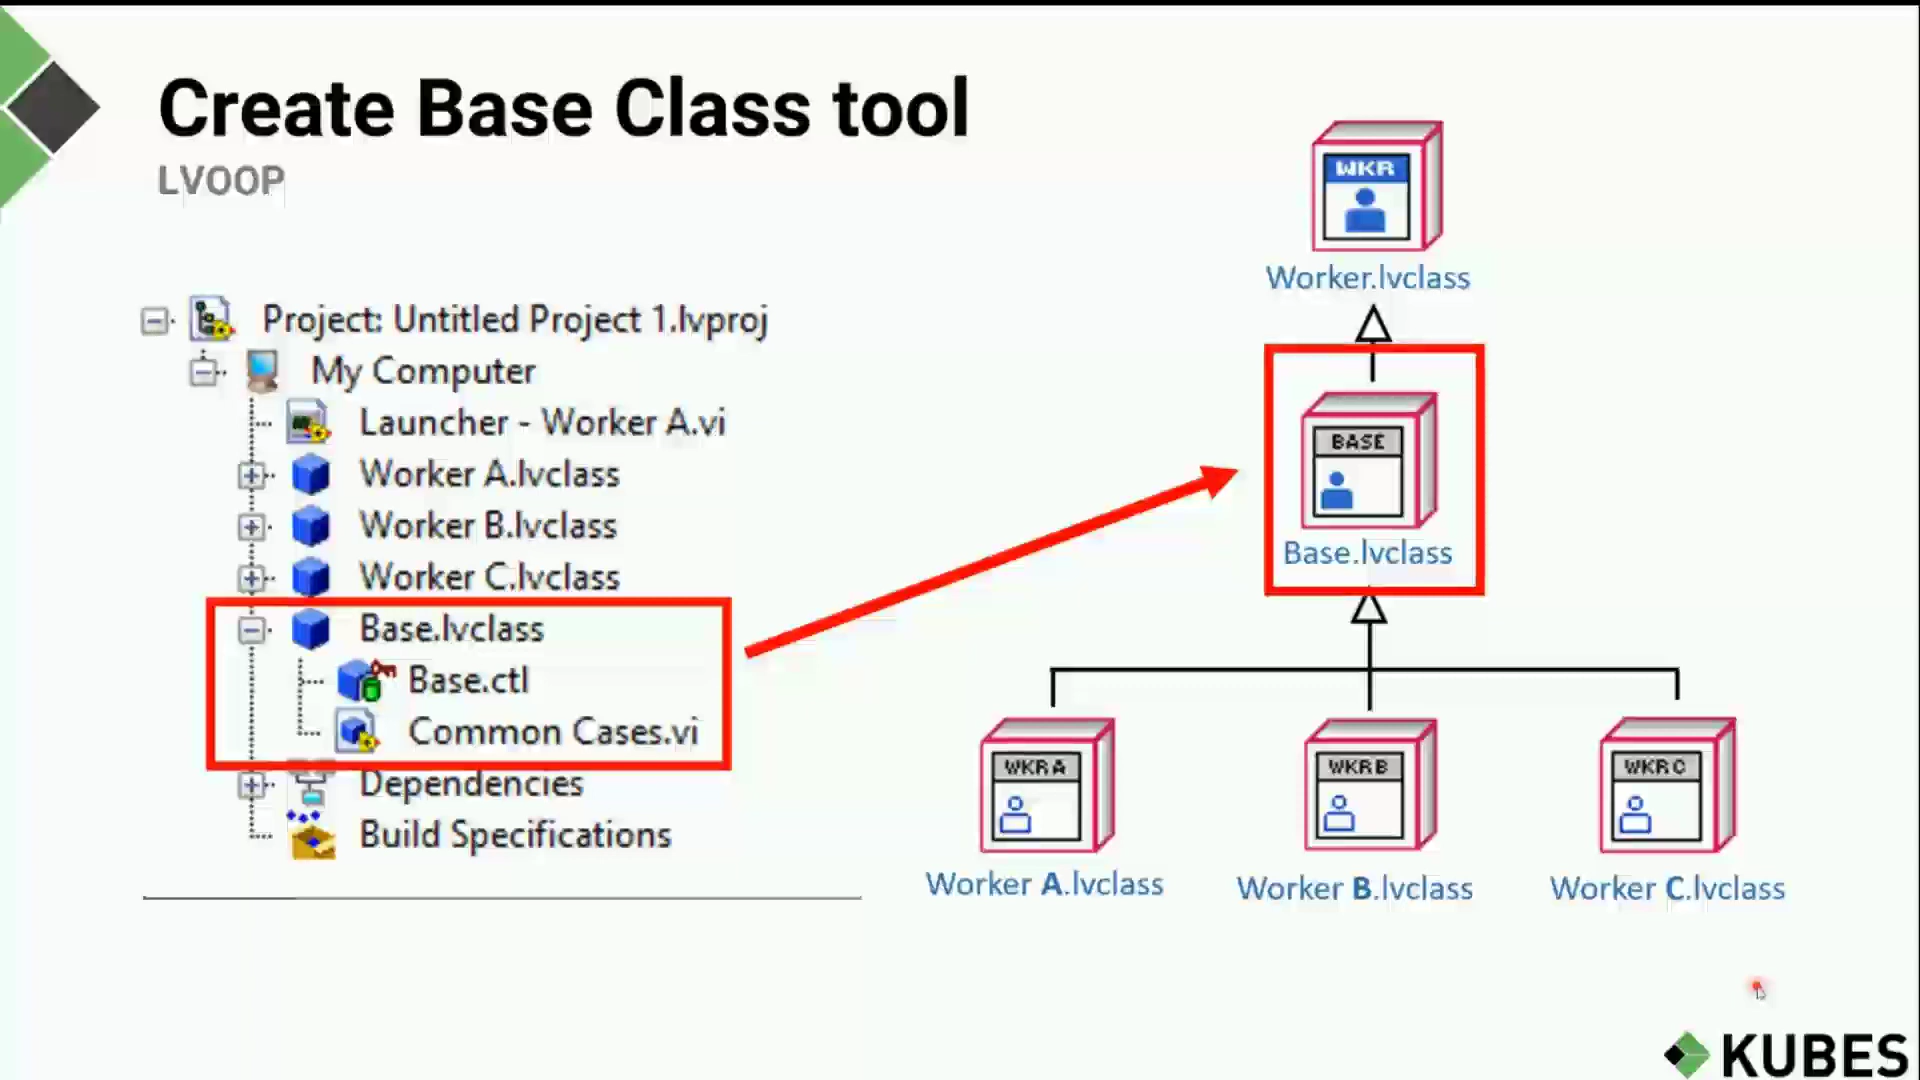 Create Base Class tool
LVOOP
Project: Untitled Project 1.lvproj
My Computer
Launcher - Worker A.vi
Worker A.lvclass
Worker B.lvclass
Worker C.lvclass
Base.lvclass
Base.ctl
Common Cases.vi
Dependencies
Build Specifications
WKR
Worker.lvclass
BASE
Base.lvclass
WKR A
WKR B
WKR C
Worker A.lvclass
Worker B.lvclass
Worker C.lvclass
KUBES